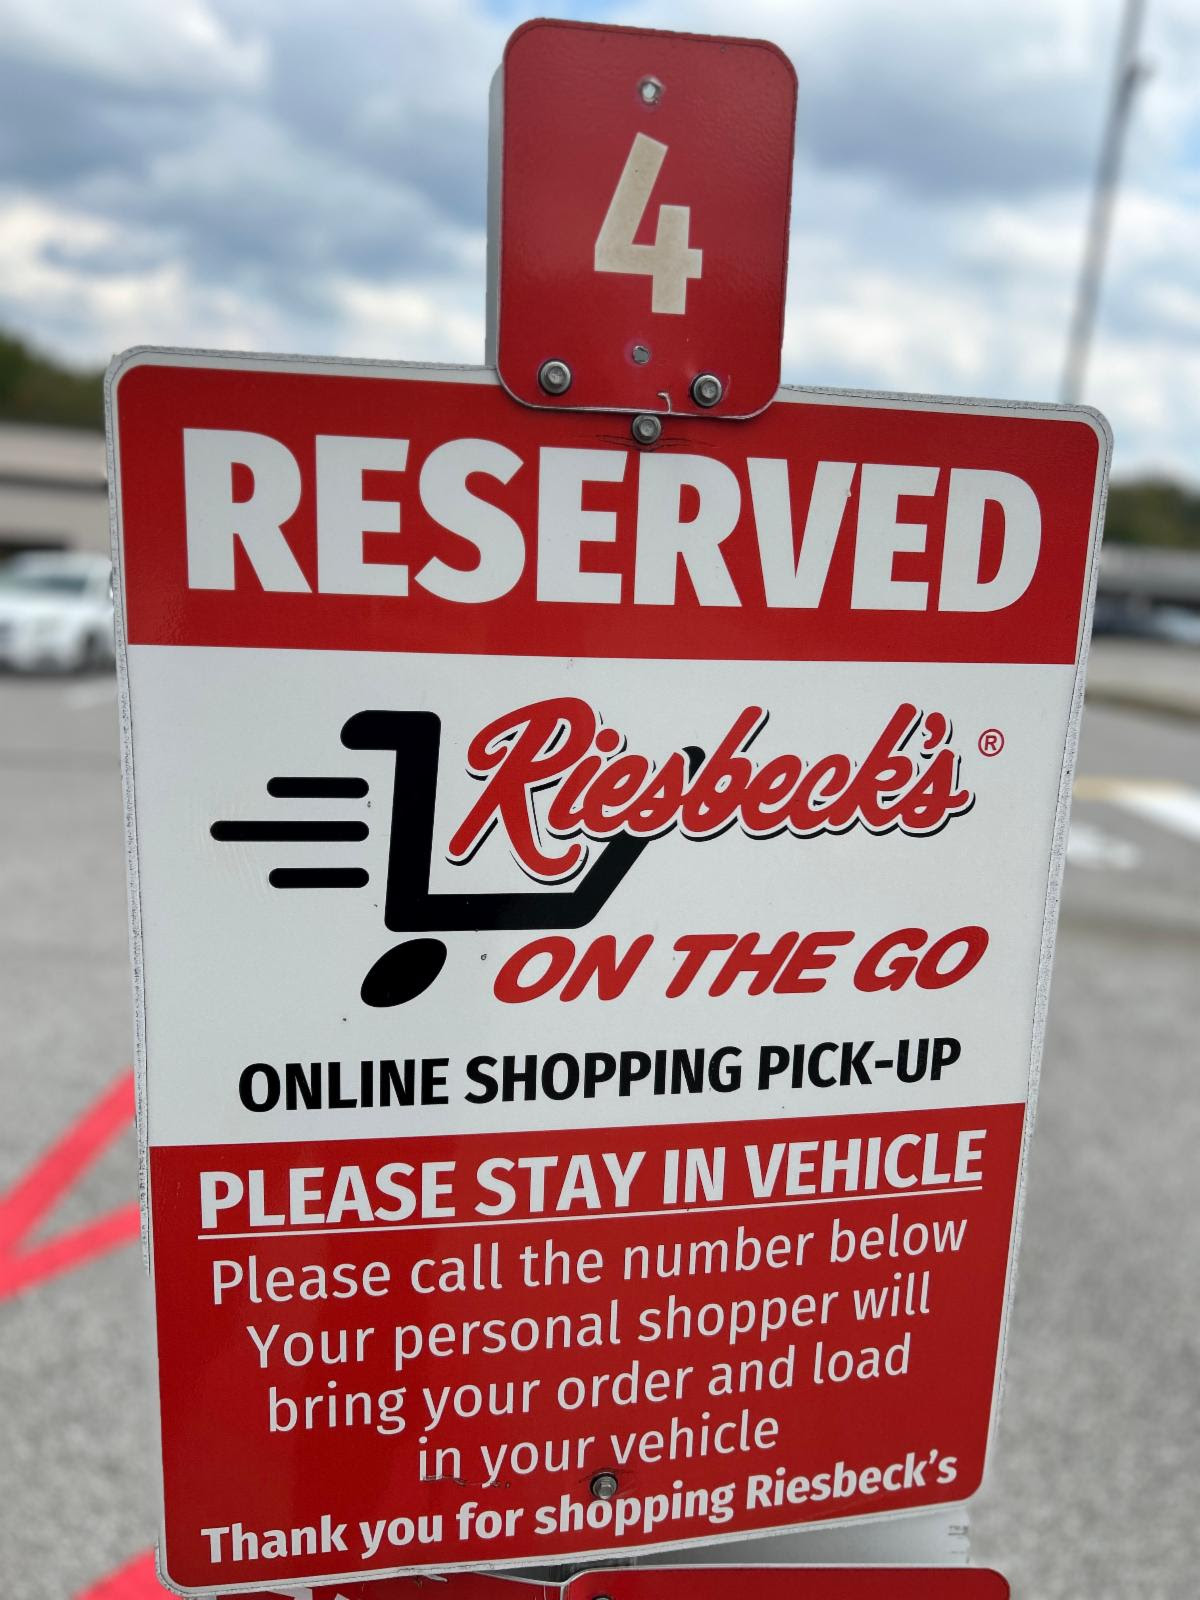 4
RESERVED
Riesbeck's®
ON THE GO
ONLINE SHOPPING PICK-UP
PLEASE STAY IN VEHICLE
Please call the number below
Your personal shopper will
bring your order and load
in your vehicle
Thank you for shopping Riesbeck's